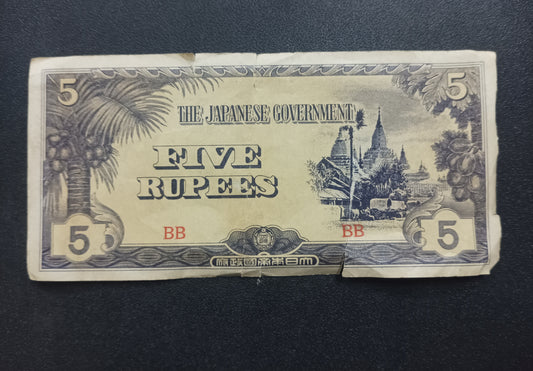 5 5
THE JAPANESE GOVERNMENT
FIVE
RUPEES
BB BB
5 5
府政國帝本日大